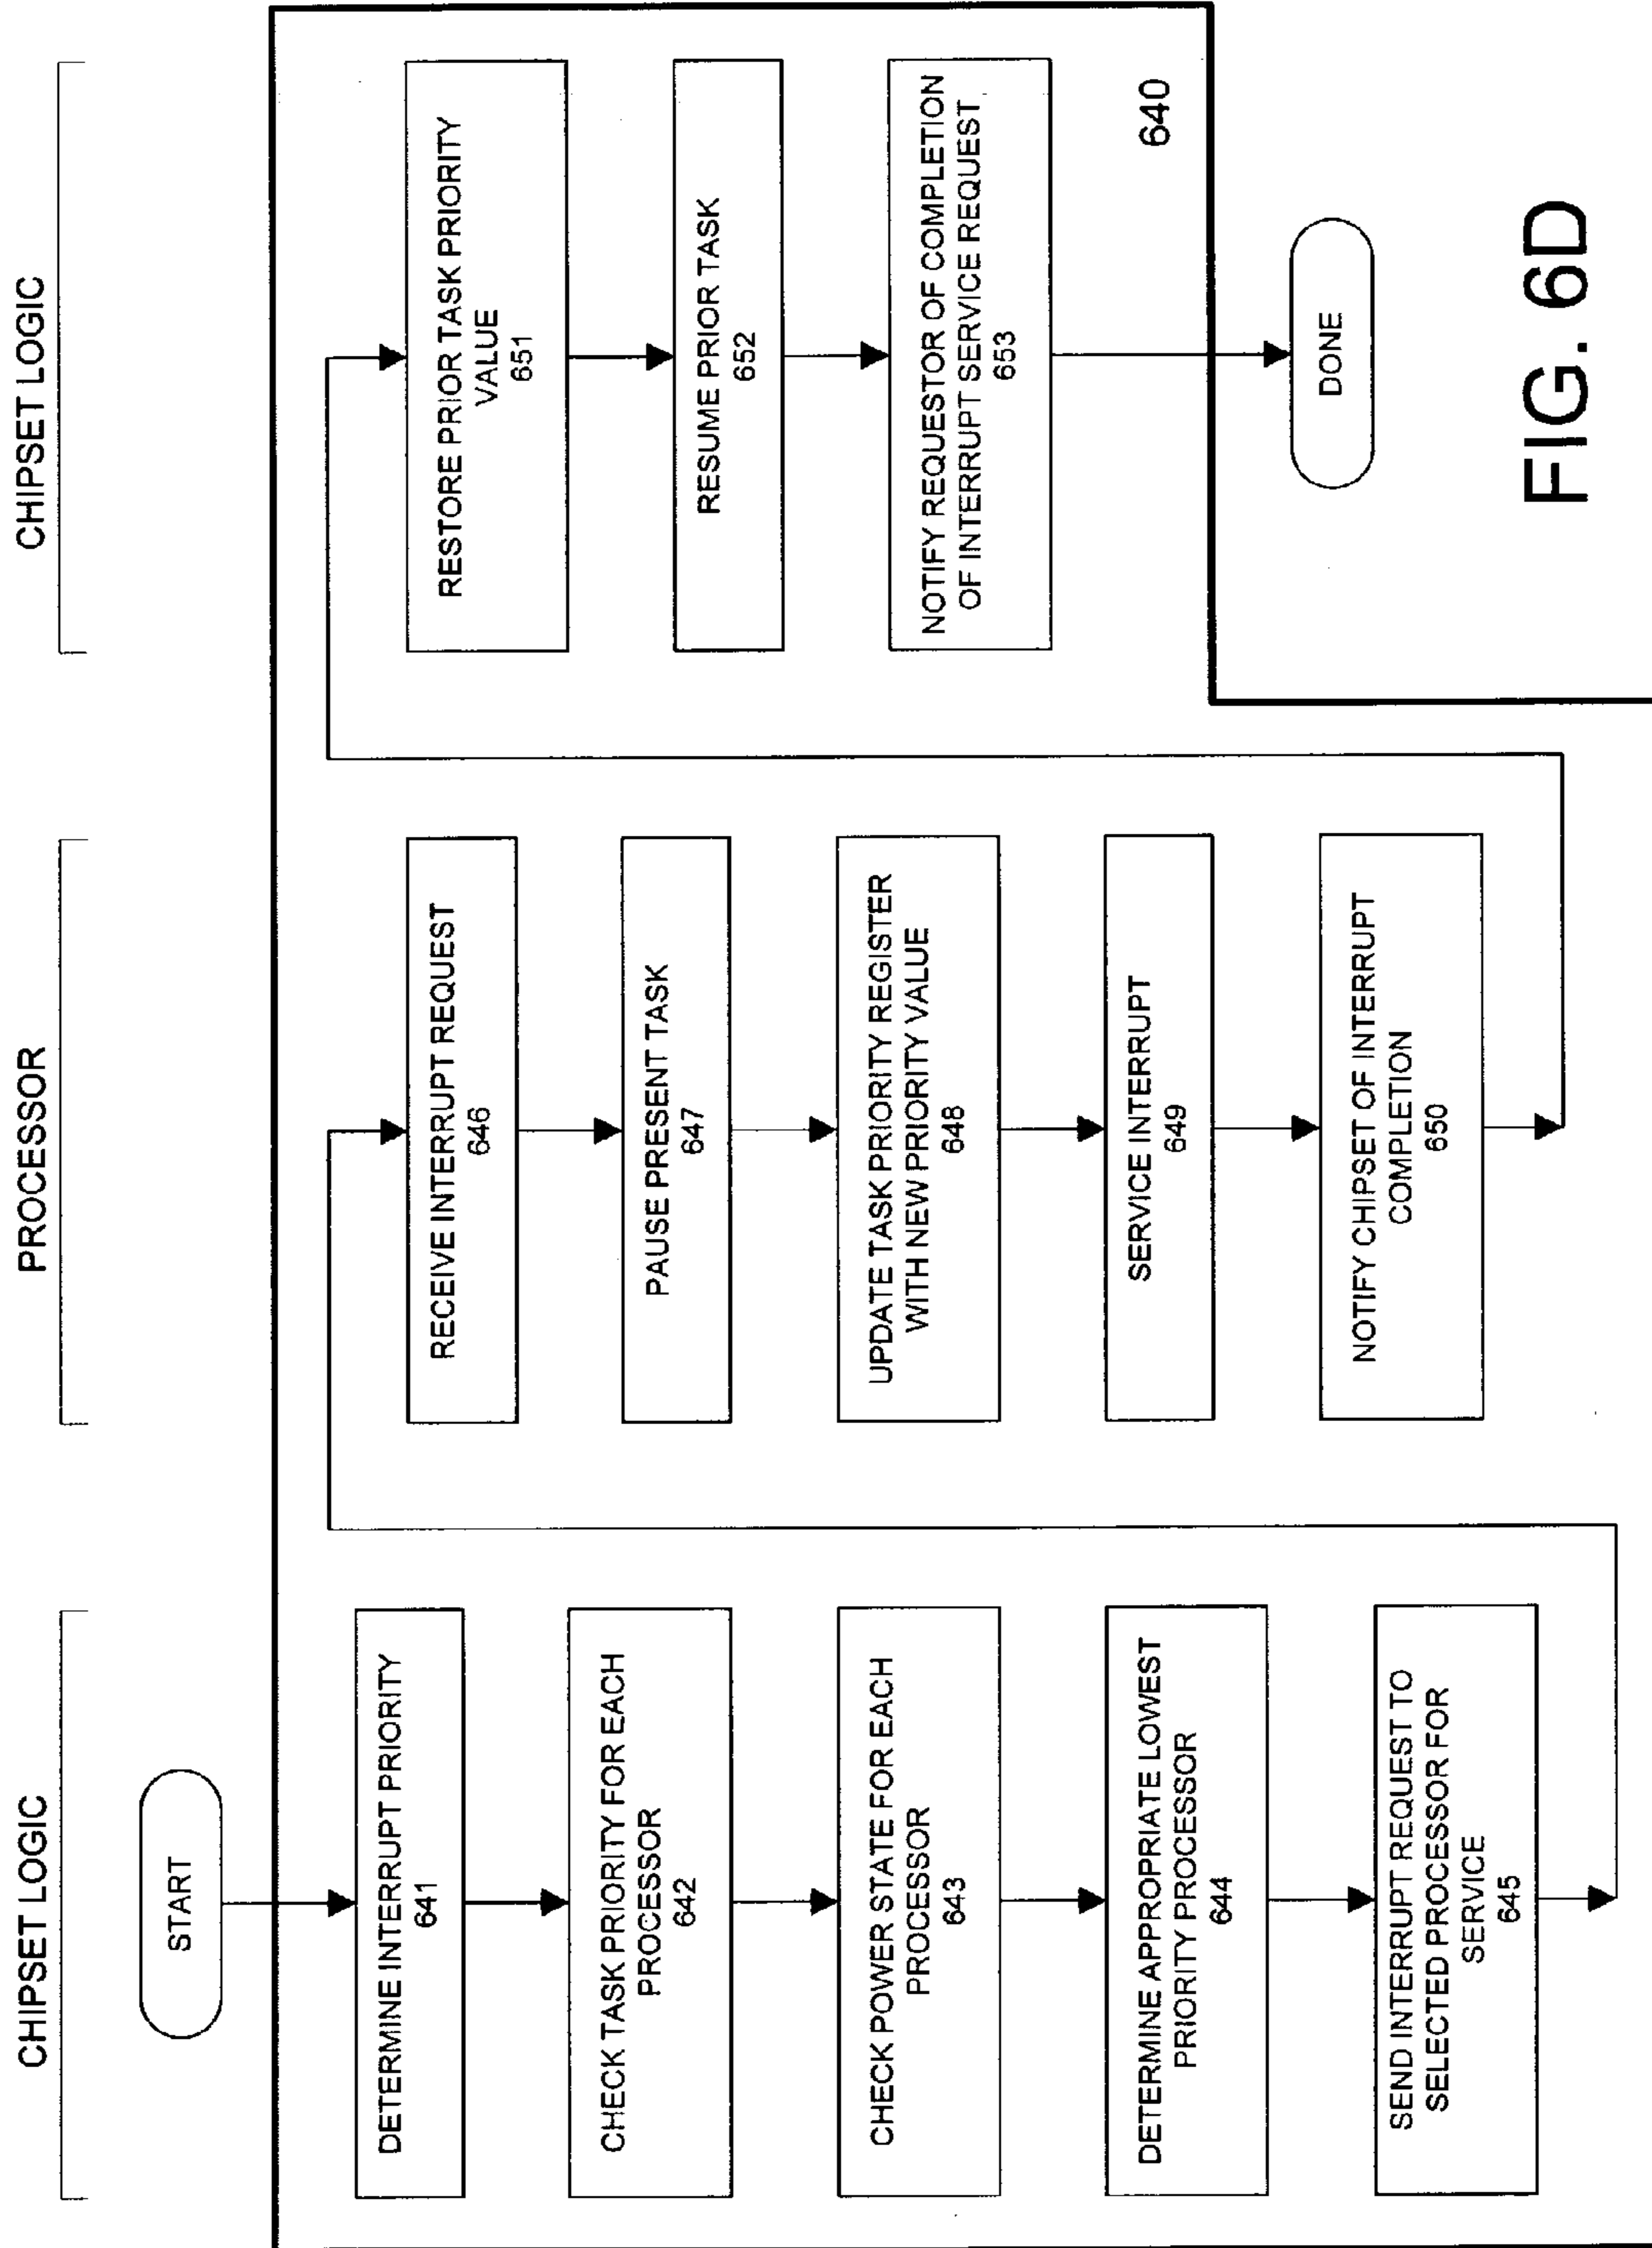 CHIPSET LOGIC
START
DETERMINE INTERRUPT PRIORITY
641
CHECK TASK PRIORITY FOR EACH
PROCESSOR
642
CHECK POWER STATE FOR EACH
PROCESSOR
643
DETERMINE APPROPRIATE LOWEST
PRIORITY PROCESSOR
644
SEND INTERRUPT REQUEST TO
SELECTED PROCESSOR FOR
SERVICE
645
PROCESSOR
RECEIVE INTERRUPT REQUEST
646
PAUSE PRESENT TASK
647
UPDATE TASK PRIORITY REGISTER
WITH NEW PRIORITY VALUE
648
SERVICE INTERRUPT
649
NOTIFY CHIPSET OF INTERRUPT
COMPLETION
650
CHIPSET LOGIC
RESTORE PRIOR TASK PRIORITY
VALUE
651
RESUME PRIOR TASK
652
NOTIFY REQUESTOR OF COMPLETION
OF INTERRUPT SERVICE REQUEST
653
640
DONE
FIG. 6D